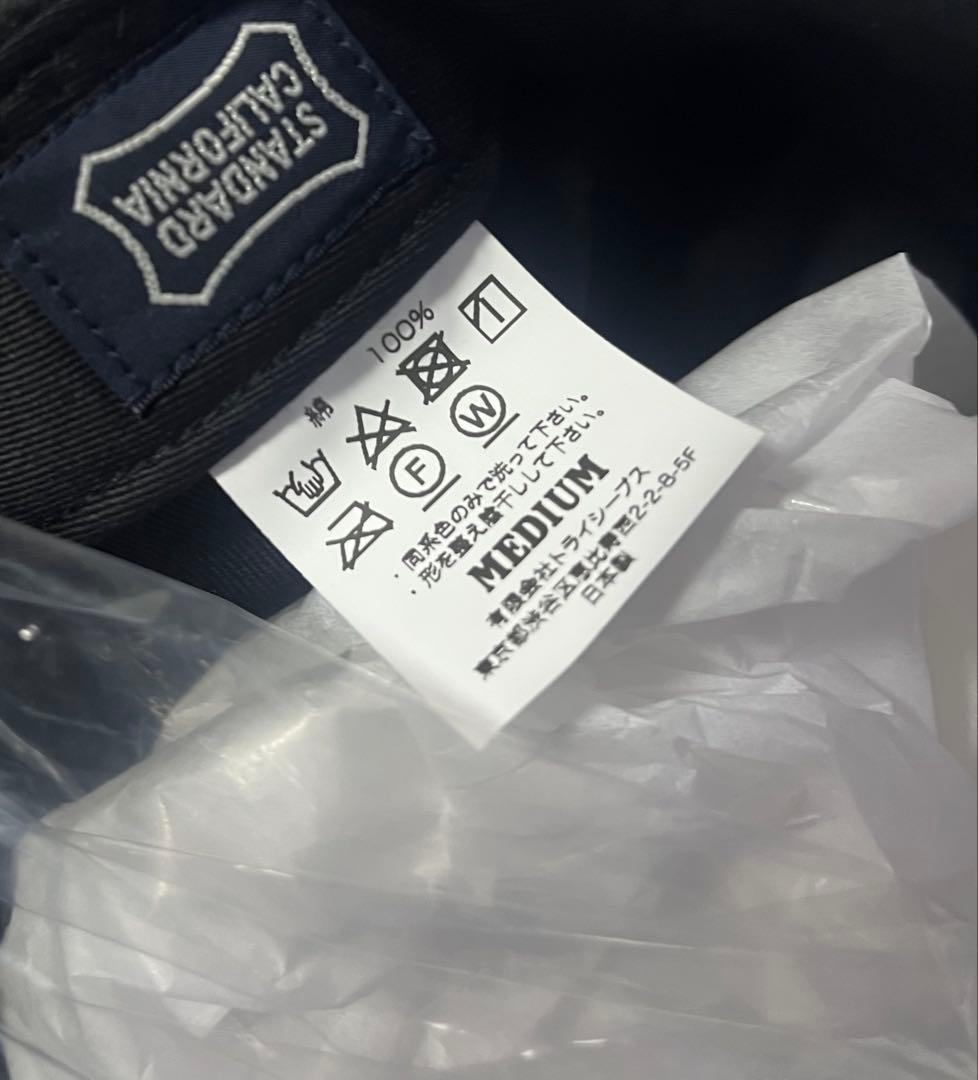 STANDARD
CALIFORNIA
綿 100%
F
W
・同系色のみで洗って下さい。
・形を整え陰干しして下さい。
MEDIUM
有限会社トライシープス
東京都渋谷区恵比寿西2-2-8-5F
日本製